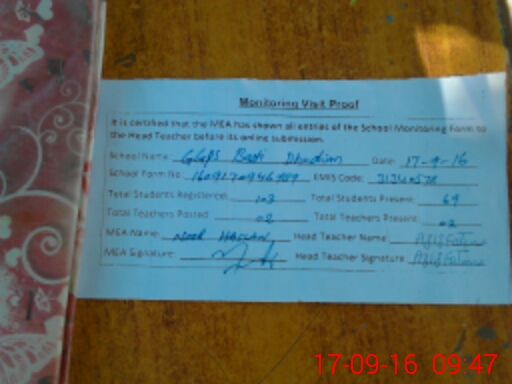 Monitoring Visit Proof
It is certified that the MEA has shown all entries of the School Monitoring Form to
the Head Teacher before its online submission.
School Name: GGPS Basti Date: 17-9-16
School Form No EMIS Code:
Total Students Registered: 103 Total Students Present: 69
Total Teachers Posted: 02 Total Teachers Present: 02
MEA Name: Noor Hassan Head Teacher Name:
MEA Signature: Head Teacher Signature
17-09-16 09:47